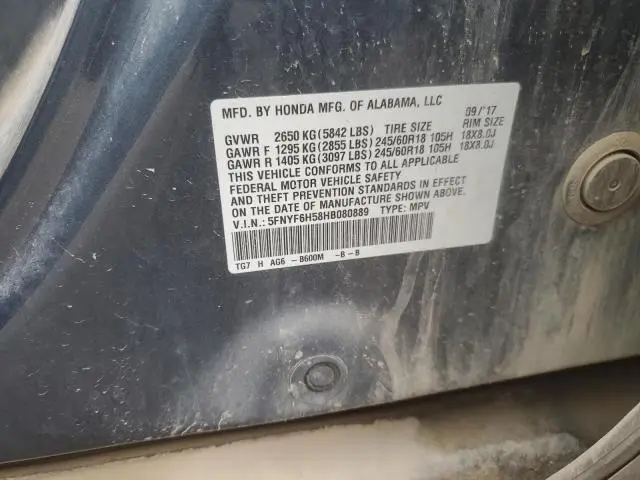 MFD. BY HONDA MFG. OF ALABAMA, LLC 09/'17
GVWR 2650 KG (5842 LBS) TIRE SIZE RIM SIZE
GAWR F 1295 KG (2855 LBS) 245/60R18 105H 18X8.0J
GAWR R 1405 KG (3097 LBS) 245/60R18 105H 18X8.0J
THIS VEHICLE CONFORMS TO ALL APPLICABLE
FEDERAL MOTOR VEHICLE SAFETY
AND THEFT PREVENTION STANDARDS IN EFFECT
ON THE DATE OF MANUFACTURE SHOWN ABOVE.
V.I.N.: 5FNYF6H58HB080889 TYPE: MPV
TG7 H AG6 -B600M -B-B